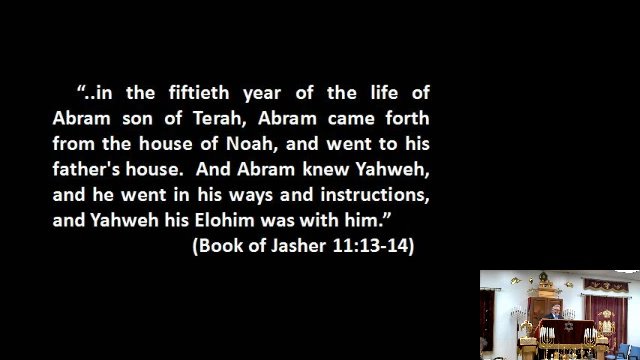 “..in the fiftieth year of the life of
Abram son of Terah, Abram came forth
from the house of Noah, and went to his
father's house. And Abram knew Yahweh,
and he went in his ways and instructions,
and Yahweh his Elohim was with him.”
(Book of Jasher 11:13-14)